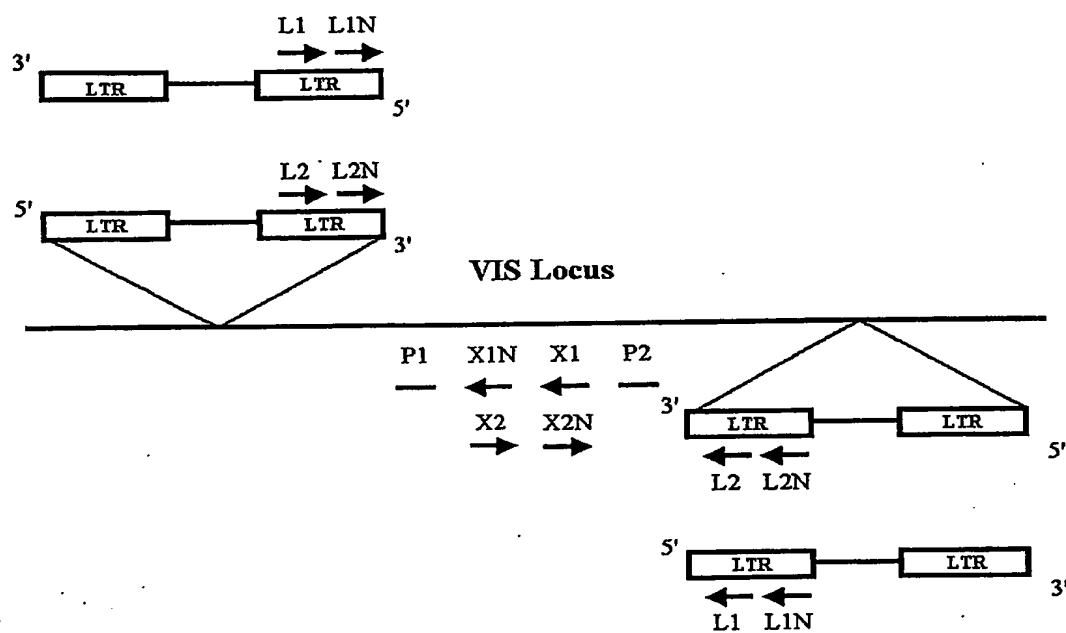 L1 L1N
3'
LTR LTR
5'
L2 L2N
5'
LTR LTR
3'
VIS Locus
P1 X1N X1 P2
3'
X2 X2N
LTR LTR
5'
L2 L2N
5'
LTR LTR
3'
L1 L1N